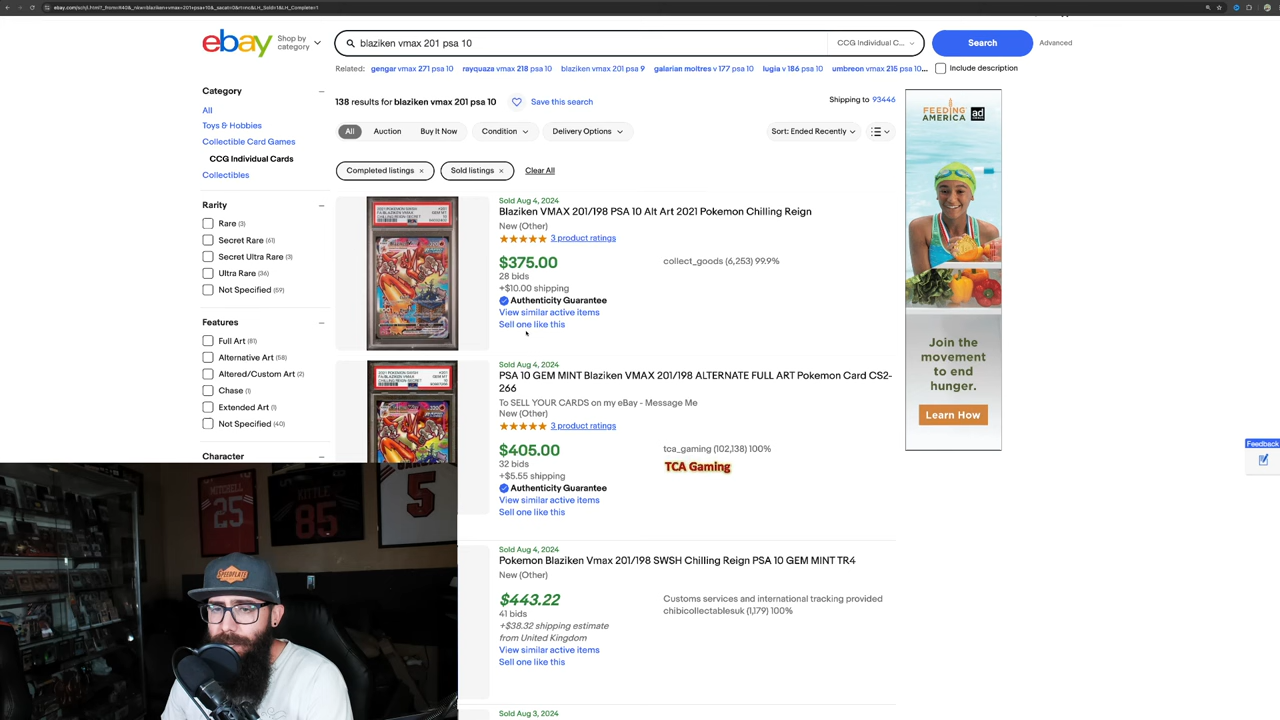 ebay
Shop by
category
blaziken vmax 201 psa 10
CCG Individual C...
Search
Advanced
Related: gengar vmax 271 psa 10 rayquaza vmax 218 psa 10 blaziken vmax 201 psa 9 galarian moltres v 177 psa 10 lugia v 186 psa 10 umbreon vmax 215 psa 10...
Include description
Category
All
Toys & Hobbies
Collectible Card Games
CCG Individual Cards
Collectibles
Rarity
Rare (3)
Secret Rare (61)
Secret Ultra Rare (3)
Ultra Rare (36)
Not Specified (59)
Features
Full Art (81)
Alternative Art (58)
Altered/Custom Art (2)
Chase (1)
Extended Art (1)
Not Specified (40)
Character
138 results for blaziken vmax 201 psa 10
Save this search
Shipping to 93446
All Auction Buy It Now Condition Delivery Options
Sort: Ended Recently
Completed listings × Sold listings × Clear All
Sold Aug 4, 2024
Blaziken VMAX 201/198 PSA 10 Alt Art 2021 Pokemon Chilling Reign
New (Other)
3 product ratings
$375.00
28 bids
+$10.00 shipping
Authenticity Guarantee
View similar active items
Sell one like this
collect_goods (6,253) 99.9%
Sold Aug 4, 2024
PSA 10 GEM MINT Blaziken VMAX 201/198 ALTERNATE FULL ART Pokemon Card CS2-
266
To SELL YOUR CARDS on my eBay - Message Me
New (Other)
3 product ratings
$405.00
32 bids
+$5.55 shipping
Authenticity Guarantee
View similar active items
Sell one like this
tca_gaming (102,138) 100%
TCA Gaming
Sold Aug 4, 2024
Pokemon Blaziken Vmax 201/198 SWSH Chilling Reign PSA 10 GEM MINT TR4
New (Other)
$443.22
41 bids
+$38.32 shipping estimate
from United Kingdom
View similar active items
Sell one like this
Customs services and international tracking provided
chibicollectablesuk (1,179) 100%
Sold Aug 3, 2024
FEEDING
AMERICA
ad
Join the
movement
to end
hunger.
Learn How
Feedback
MITCHELL
25
KITTLE
85
5
SPEEDFLATE